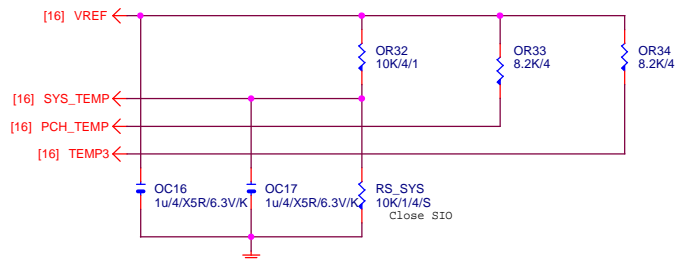 [16] VREF
OR32
10K/4/1
OR33
8.2K/4
OR34
8.2K/4
[16] SYS_TEMP
[16] PCH_TEMP
[16] TEMP3
OC16
1u/4/X5R/6.3V/K
OC17
1u/4/X5R/6.3V/K
RS_SYS
10K/1/4/S
Close SIO